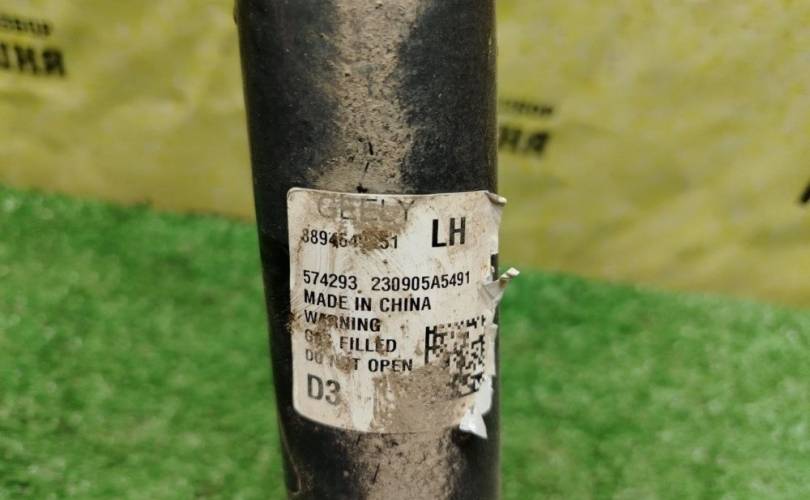 GEELY
LH
574293 230905A5491
MADE IN CHINA
WARNING
GAS FILLED
DO NOT OPEN
D3